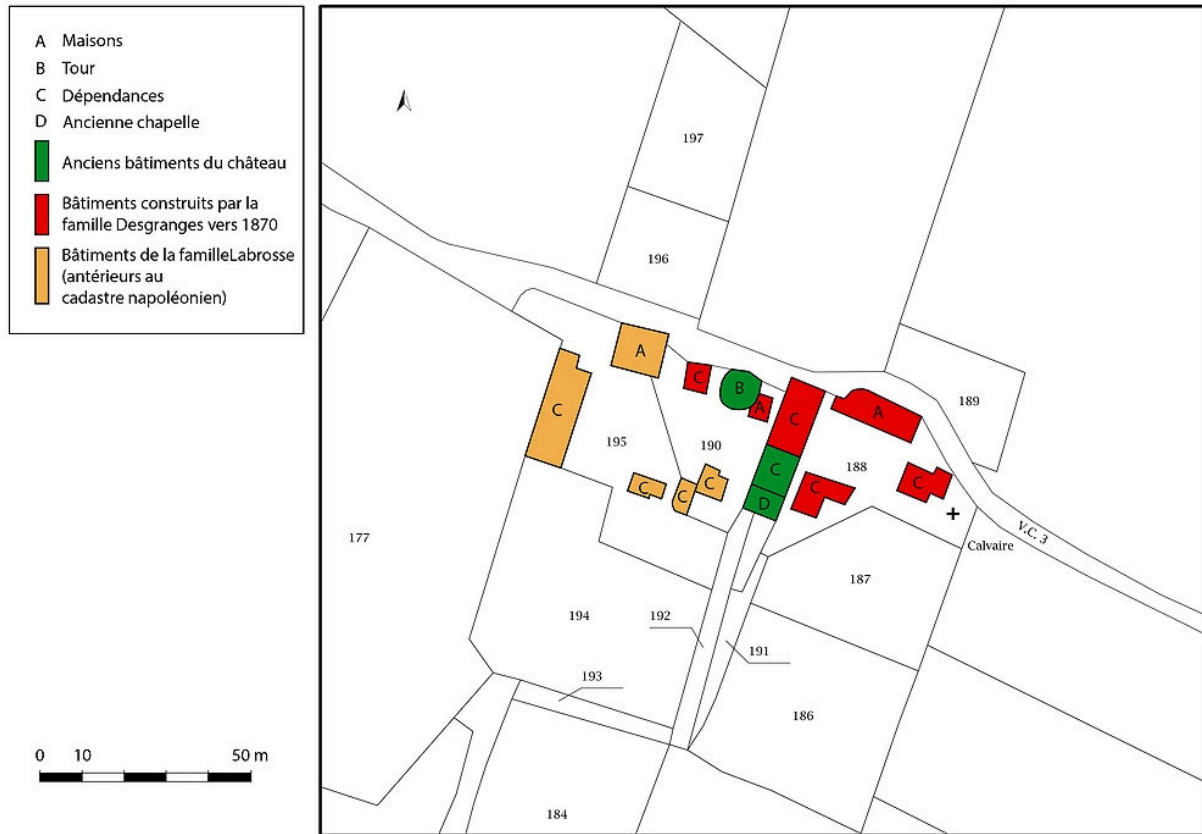 A Maisons
B Tour
C Dépendances
D Ancienne chapelle
Anciens bâtiments du château
Bâtiments construits par la
famille Desgranges vers 1870
Bâtiments de la familleLabrosse
(antérieurs au
cadastre napoléonien)
0 10 50 m
197
196
A
C
B
A
C
A
189
C
195
190
C
188
C
C
C
C
D
C
177
V.C. 3
Calvaire
187
194
192
191
193
186
184